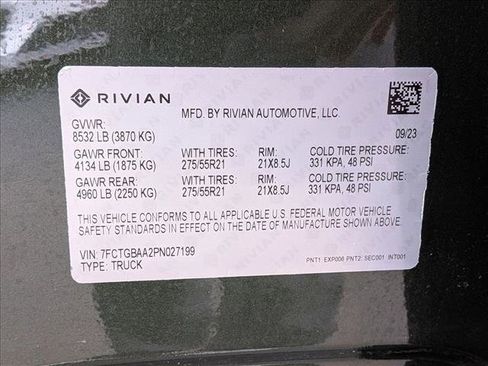 RIVIAN
MFD. BY RIVIAN AUTOMOTIVE, LLC.
GVWR:
8532 LB (3870 KG)
09/23
GAWR FRONT: WITH TIRES: RIM: COLD TIRE PRESSURE:
4134 LB (1875 KG) 275/55R21 21X8.5J 331 KPA, 48 PSI
GAWR REAR: WITH TIRES: RIM: COLD TIRE PRESSURE:
4960 LB (2250 KG) 275/55R21 21X8.5J 331 KPA, 48 PSI
THIS VEHICLE CONFORMS TO ALL APPLICABLE U.S. FEDERAL MOTOR VEHICLE
SAFETY STANDARDS IN EFFECT ON THE DATE OF MANUFACTURE SHOWN ABOVE.
VIN: 7FCTGBAA2PN027199
TYPE: TRUCK
PNT1: EXP006 PNT2: SEC001 INT001